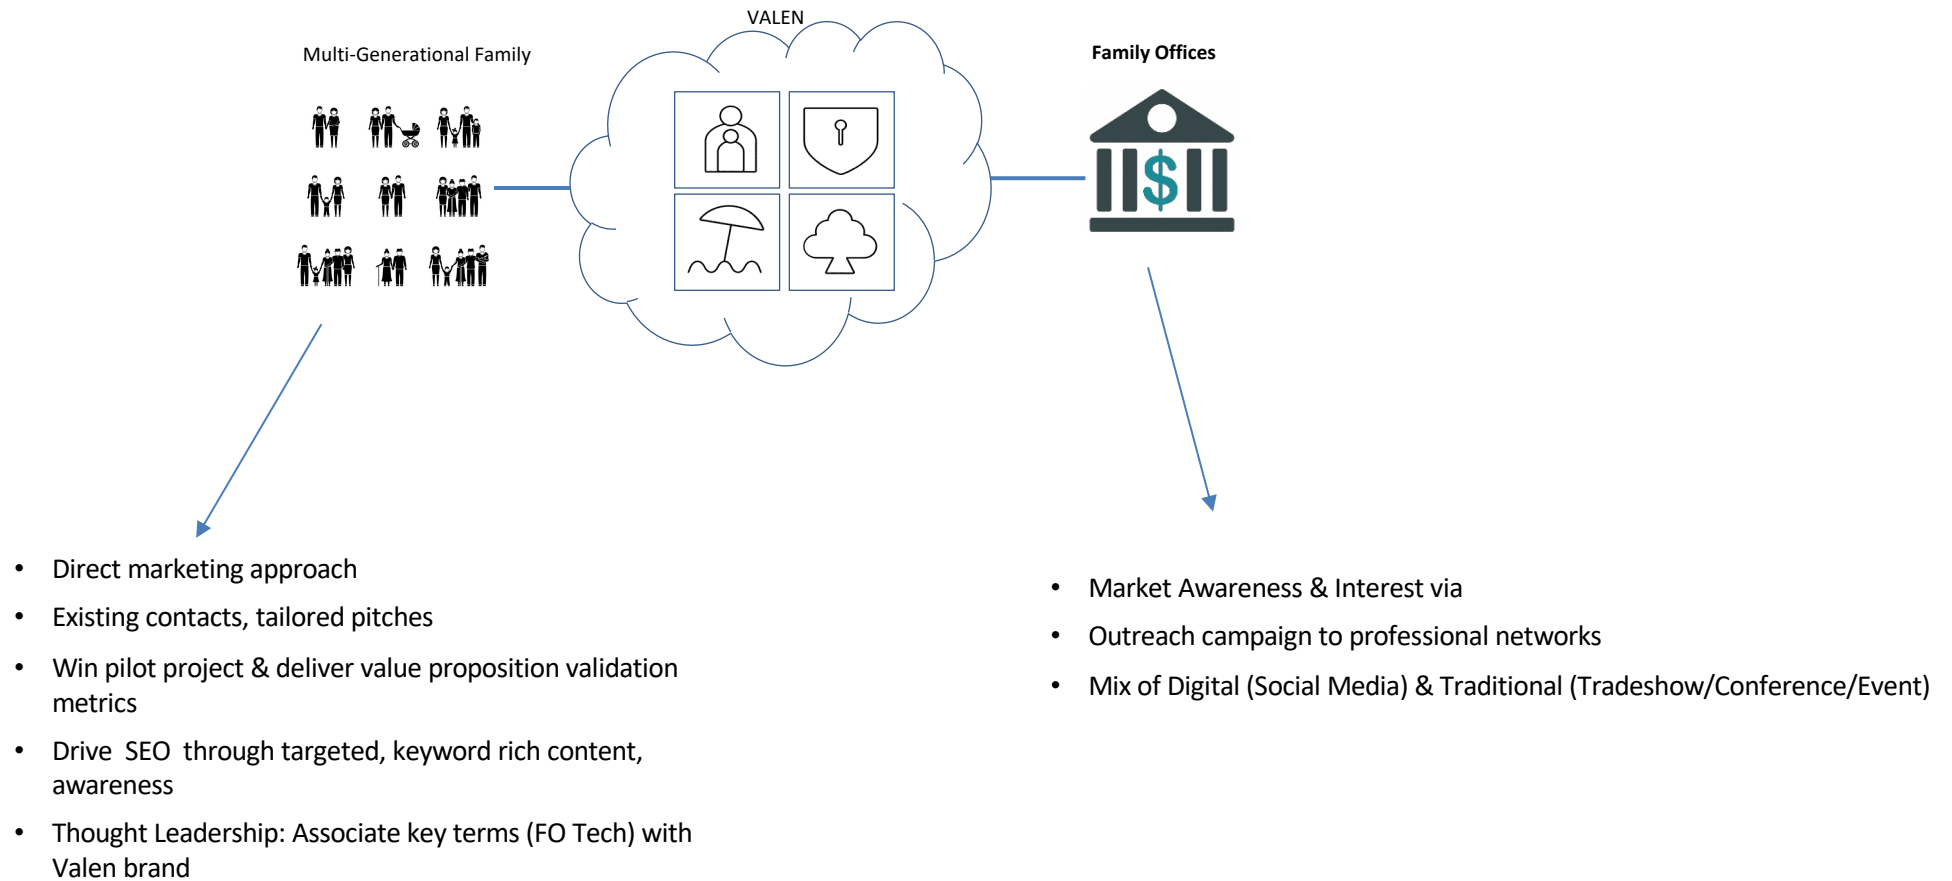 VALEN
Multi-Generational Family
Family Offices
$
• Direct marketing approach
• Existing contacts, tailored pitches
• Win pilot project & deliver value proposition validation
metrics
• Drive  SEO  through targeted, keyword rich content,
awareness
• Thought Leadership: Associate key terms (FO Tech) with
Valen brand
• Market Awareness & Interest via
• Outreach campaign to professional networks
• Mix of Digital (Social Media) & Traditional (Tradeshow/Conference/Event)